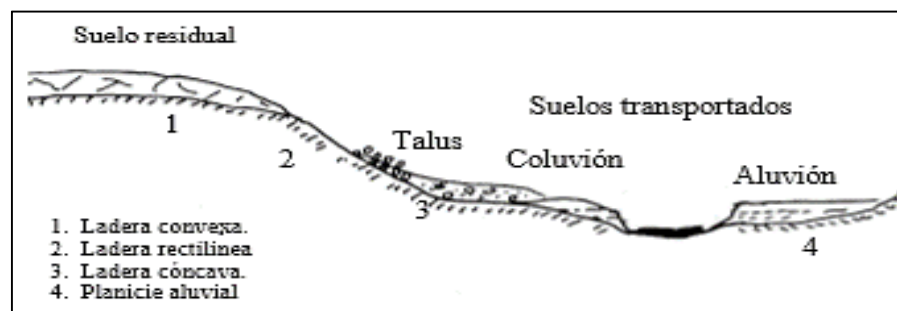 Suelo residual
Suelos transportados
Talus
Coluvión
Aluvión
1
2
3
4
1. Ladera convexa.
2. Ladera rectilinea
3. Ladera cóncava.
4. Planicie aluvial